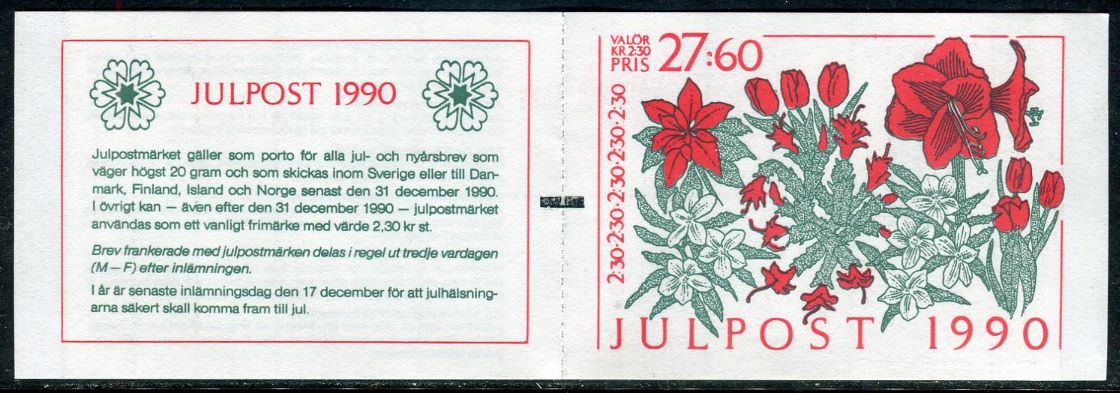 JULPOST 1990
Julpostmärket gäller som porto för alla jul- och nyårsbrev som
väger högst 20 gram och som skickas inom Sverige eller till Dan-
mark, Finland, Island och Norge senast den 31 december 1990.
I övrigt kan – även efter den 31 december 1990 – julpostmärket
användas som ett vanligt frimärke med värde 2,30 kr st.
Brev frankerade med julpostmärken delas i regel ut tredje vardagen
(M – F) efter inlämningen.
I år är senaste inlämningsdag den 17 december för att julhälsning-
arna säkert skall komma fram till jul.
VALÖR
KR 2:30
PRIS
27:60
2:30·2:30·2:30·2:30·2:30
JULPOST 1990